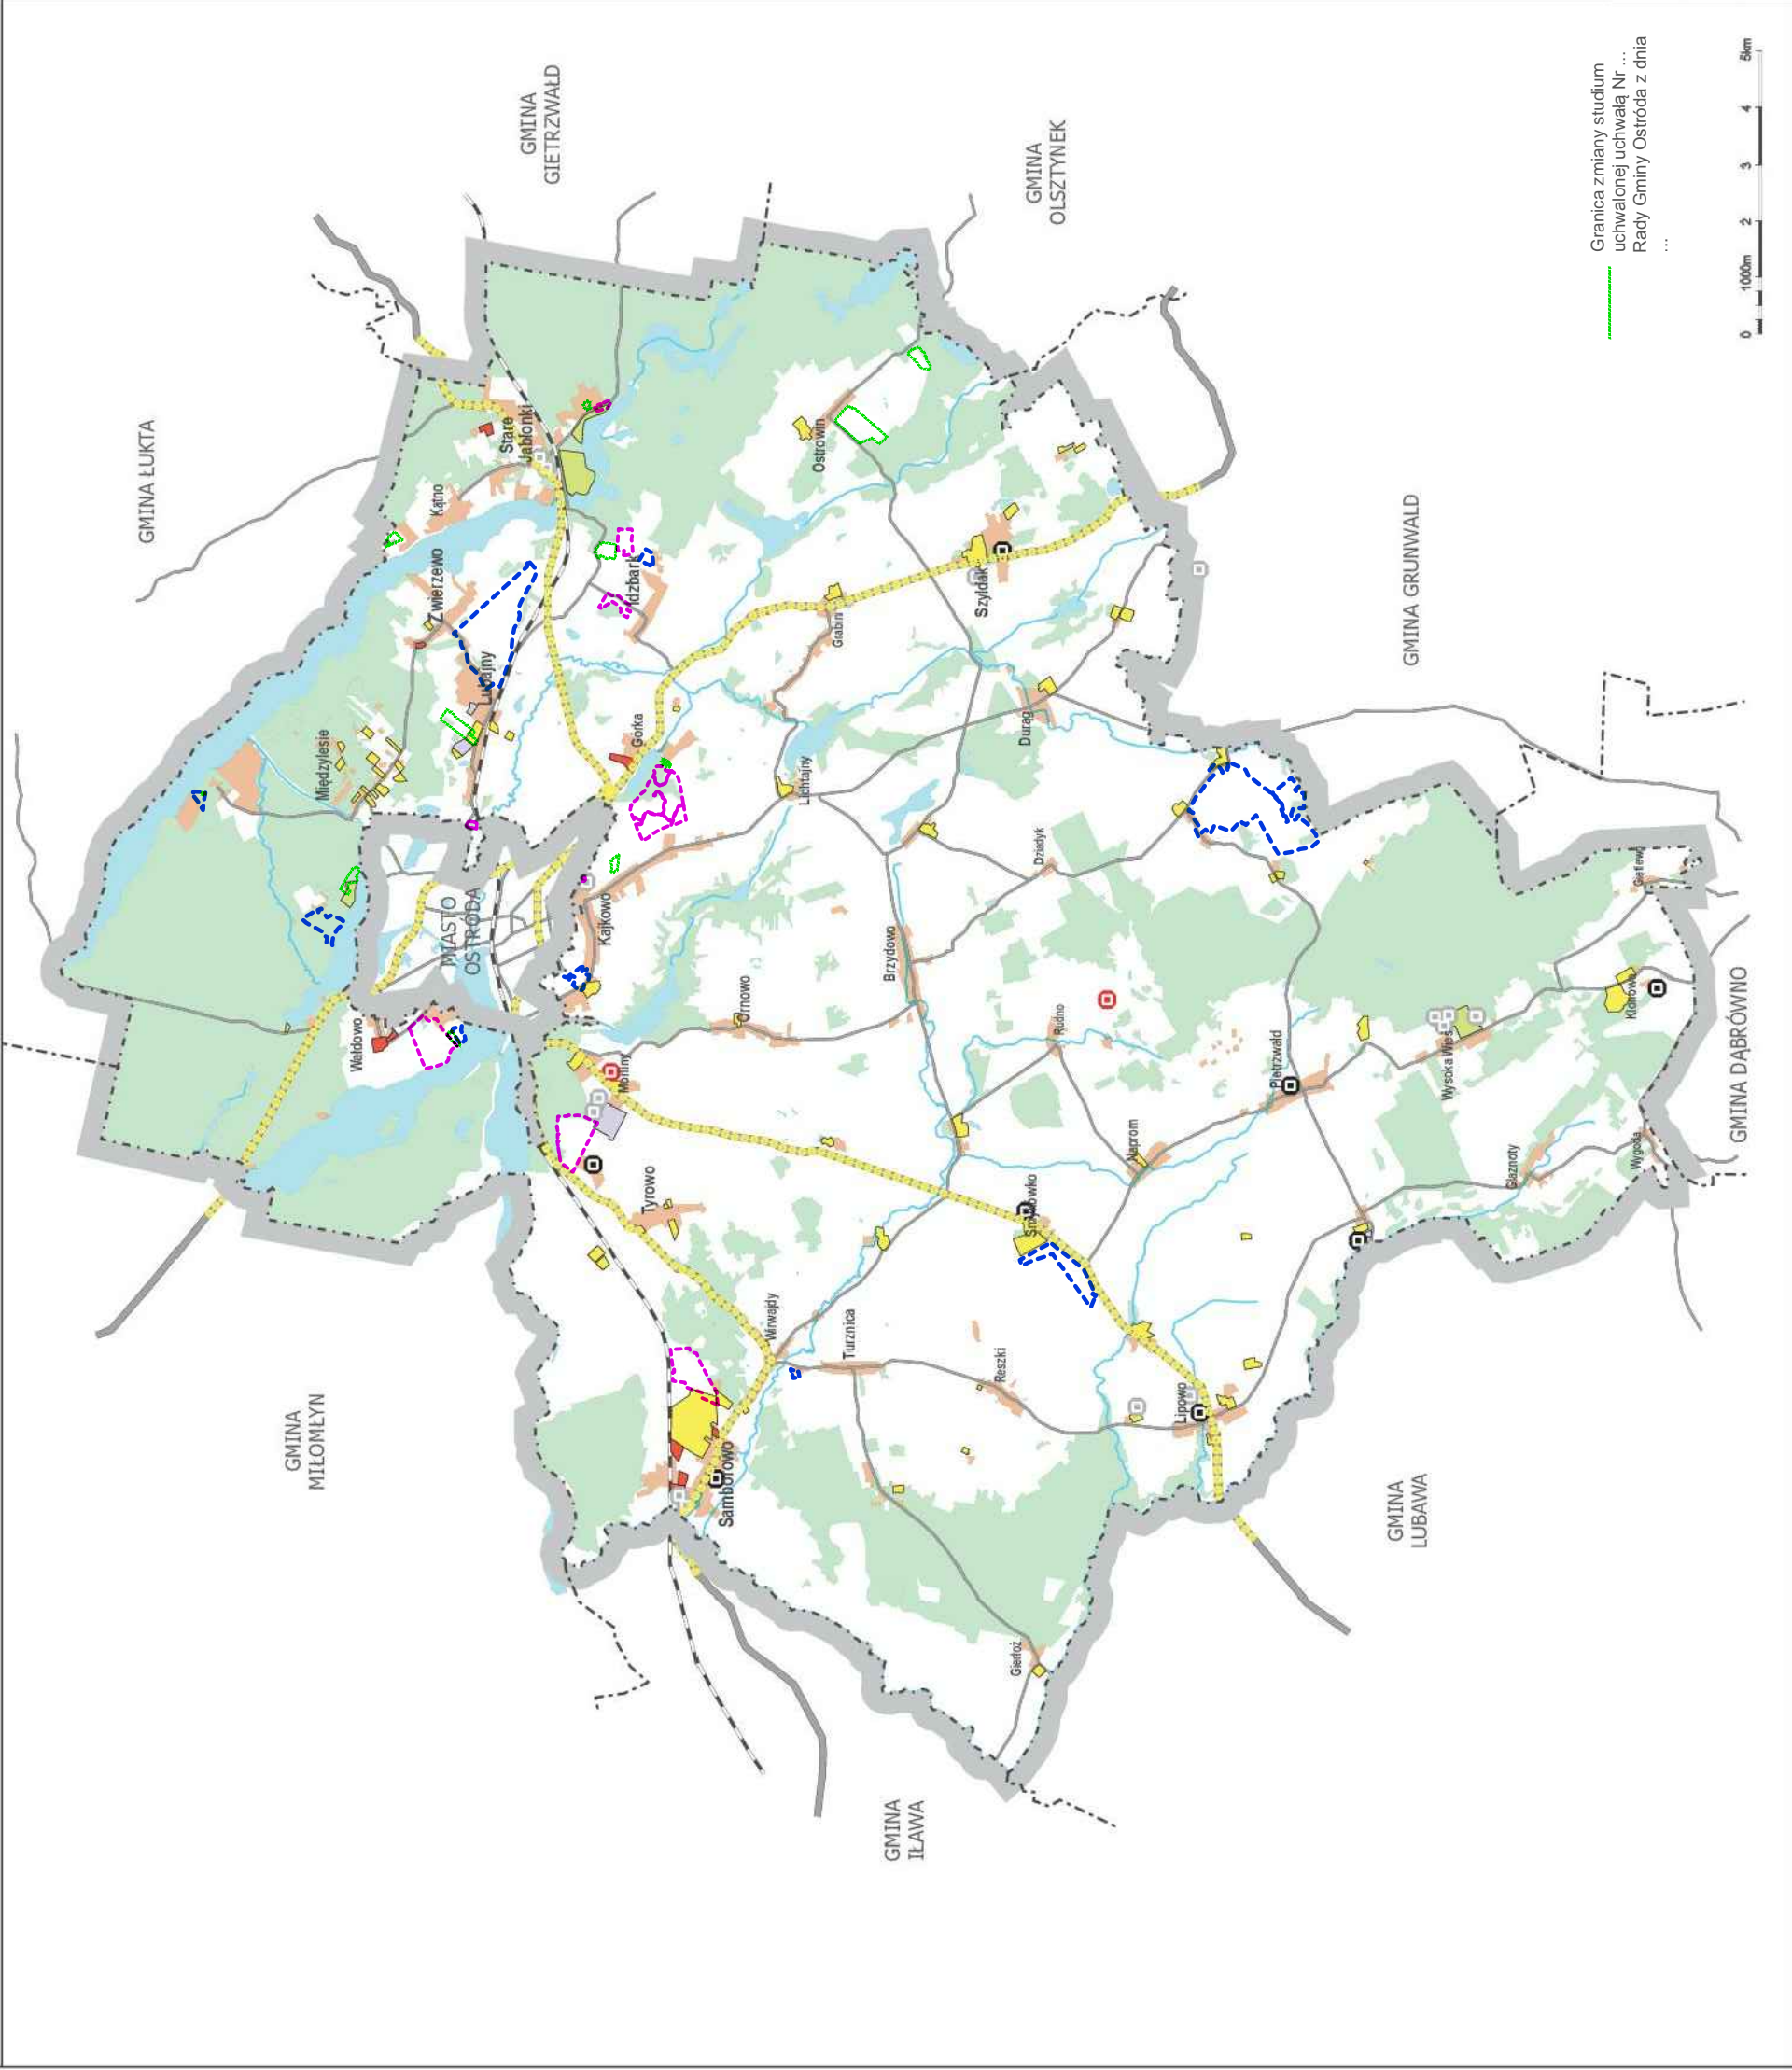 GMINA ŁUKTA
GMINA
MIŁOMŁYN
Międzylesie
Wałdowo
Kątno
Zwierzewo
MIASTO
OSTRÓDA
Lubajny
Stare
Jabłonki
GMINA
GIETRZWAŁD
Kajkowo
Morliny
Idzbark
Górka
Tyrowo
Samborowo
Ornowo
Wirwajdy
Lichtajny
Ostrowin
Grabin
Turznica
Brzydowo
GMINA
IŁAWA
Szyldak
Reszki
Gierłoż
Durąg
Smykówko
Dziadyk
Rudno
GMINA
OLSZTYNEK
Naprom
Lipowo
Pietrzwałd
GMINA
LUBAWA
GMINA GRUNWALD
Wysoka Wieś
Glaznoty
Klonowo
Wygoda
Giętlewo
GMINA DĄBRÓWNO
Granica zmiany studium
uchwalonej uchwałą Nr ...
Rady Gminy Ostróda z dnia
...
0 1000m 2 3 4 5km